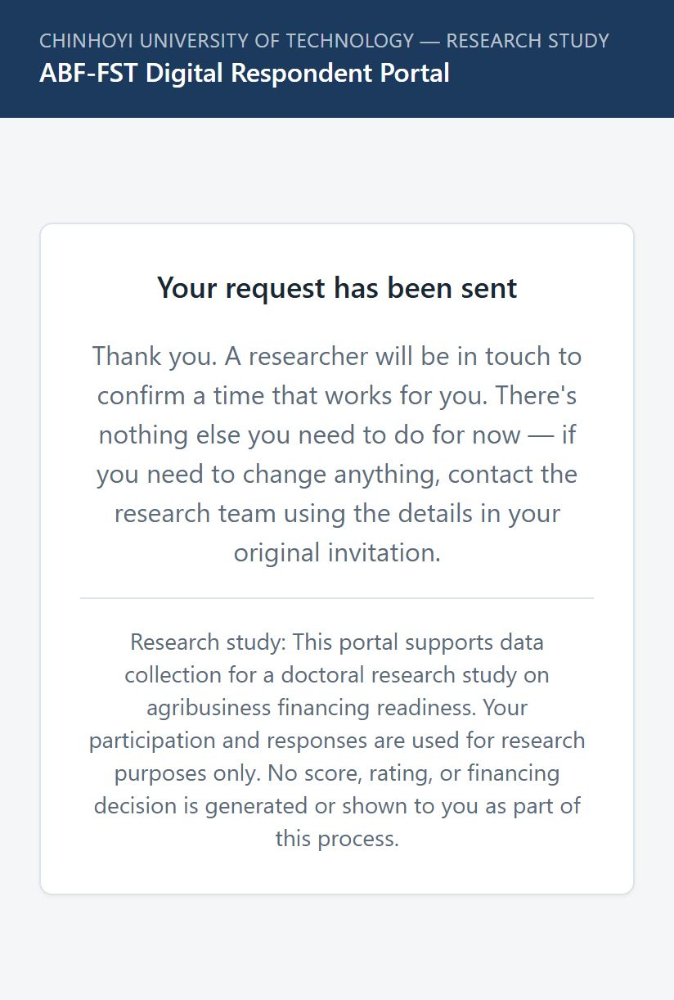 CHINHOYI UNIVERSITY OF TECHNOLOGY — RESEARCH STUDY
ABF-FST Digital Respondent Portal
Your request has been sent
Thank you. A researcher will be in touch to
confirm a time that works for you. There's
nothing else you need to do for now — if
you need to change anything, contact the
research team using the details in your
original invitation.
Research study: This portal supports data
collection for a doctoral research study on
agribusiness financing readiness. Your
participation and responses are used for research
purposes only. No score, rating, or financing
decision is generated or shown to you as part of
this process.